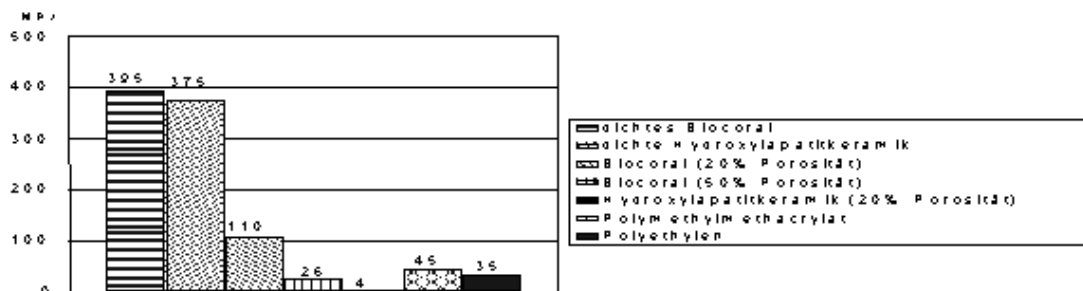 MPa
500
400
300
200
100
0
395
375
110
26
4
45
35
dichtes Biocoral
dichte Hydroxylapatitkeramik
Biocoral (20% Porosität)
Biocoral (50% Porosität)
Hydroxylapatitkeramik (20% Porosität)
Polymethylmethacrylat
Polyethylen